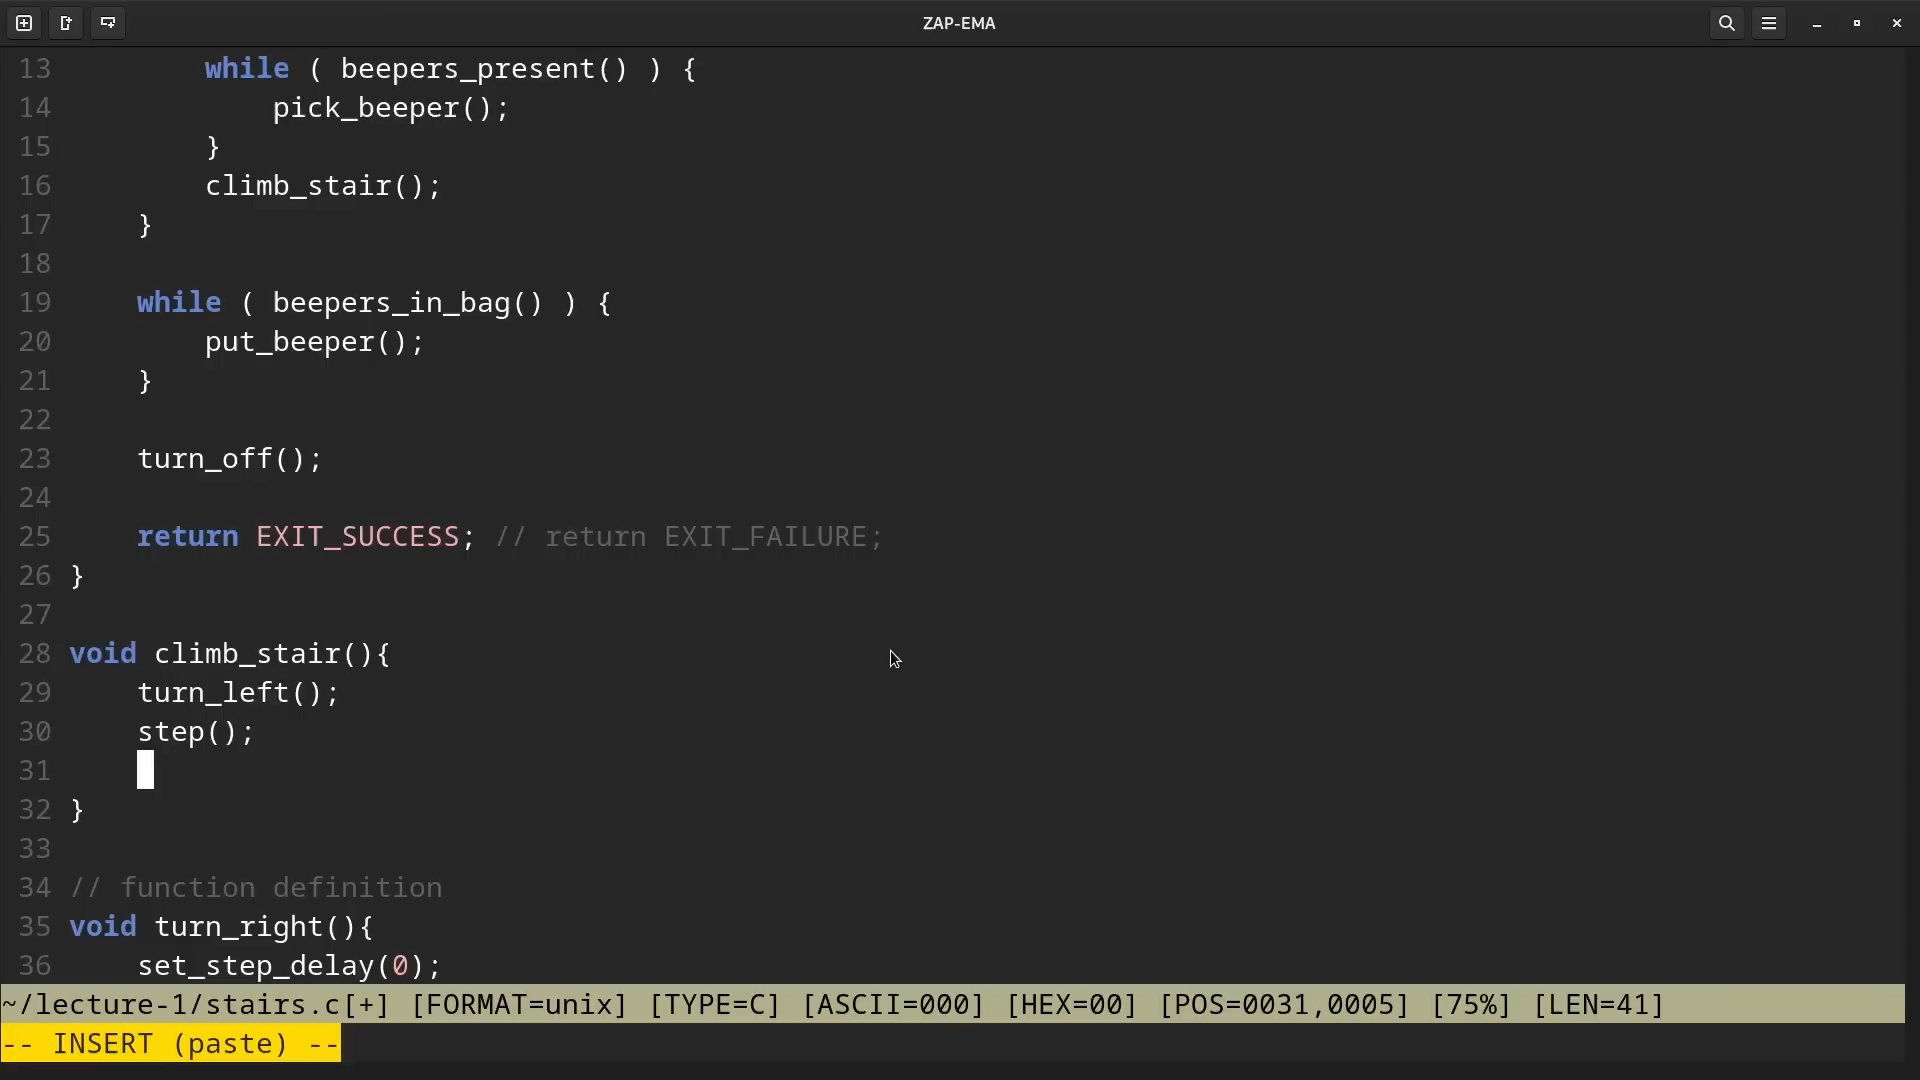 ZAP-EMA
13 while ( beepers_present() ) {
14 pick_beeper();
15 }
16 climb_stair();
17 }
18
19 while ( beepers_in_bag() ) {
20 put_beeper();
21 }
22
23 turn_off();
24
25 return EXIT_SUCCESS; // return EXIT_FAILURE;
26 }
27
28 void climb_stair(){
29 turn_left();
30 step();
31
32 }
33
34 // function definition
35 void turn_right(){
36 set_step_delay(0);
~/lecture-1/stairs.c[+] [FORMAT=unix] [TYPE=C] [ASCII=000] [HEX=00] [POS=0031,0005] [75%] [LEN=41]
-- INSERT (paste) --